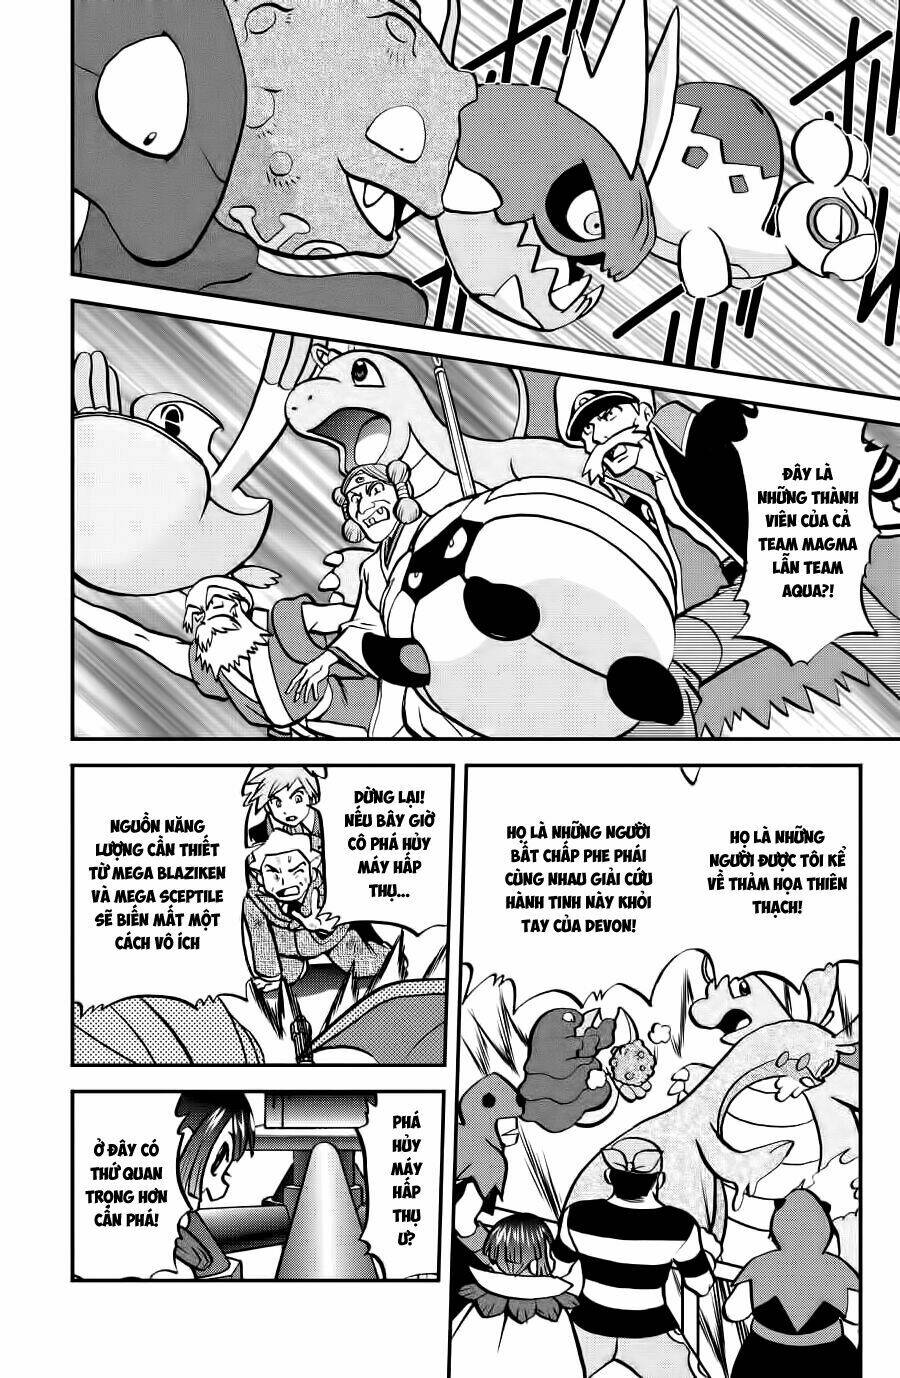 ĐÂY LÀ
NHỮNG THÀNH
VIÊN CỦA CẢ
TEAM MAGMA
LẪN TEAM
AQUA?!
HỌ LÀ NHỮNG
NGƯỜI ĐƯỢC TÔI KỂ
VỀ THẢM HỌA THIÊN
THẠCH!
HỌ LÀ NHỮNG NGƯỜI
BẤT CHẤP PHE PHÁI
CÙNG NHAU GIẢI CỨU
HÀNH TINH NÀY KHỎI
TAY CỦA DEVON!
DỪNG LẠI!
NẾU BÂY GIỜ
CÔ PHÁ HỦY
MÁY HẤP
THỤ...
NGUỒN NĂNG
LƯỢNG CẦN THIẾT
TỪ MEGA BLAZIKEN
VÀ MEGA SCEPTILE
SẼ BIẾN MẤT MỘT
CÁCH VÔ ÍCH
PHÁ
HỦY
MÁY
HẤP
THỤ
Ư?
Ở ĐÂY CÓ
THỨ QUAN
TRỌNG HƠN
CẦN PHÁ!